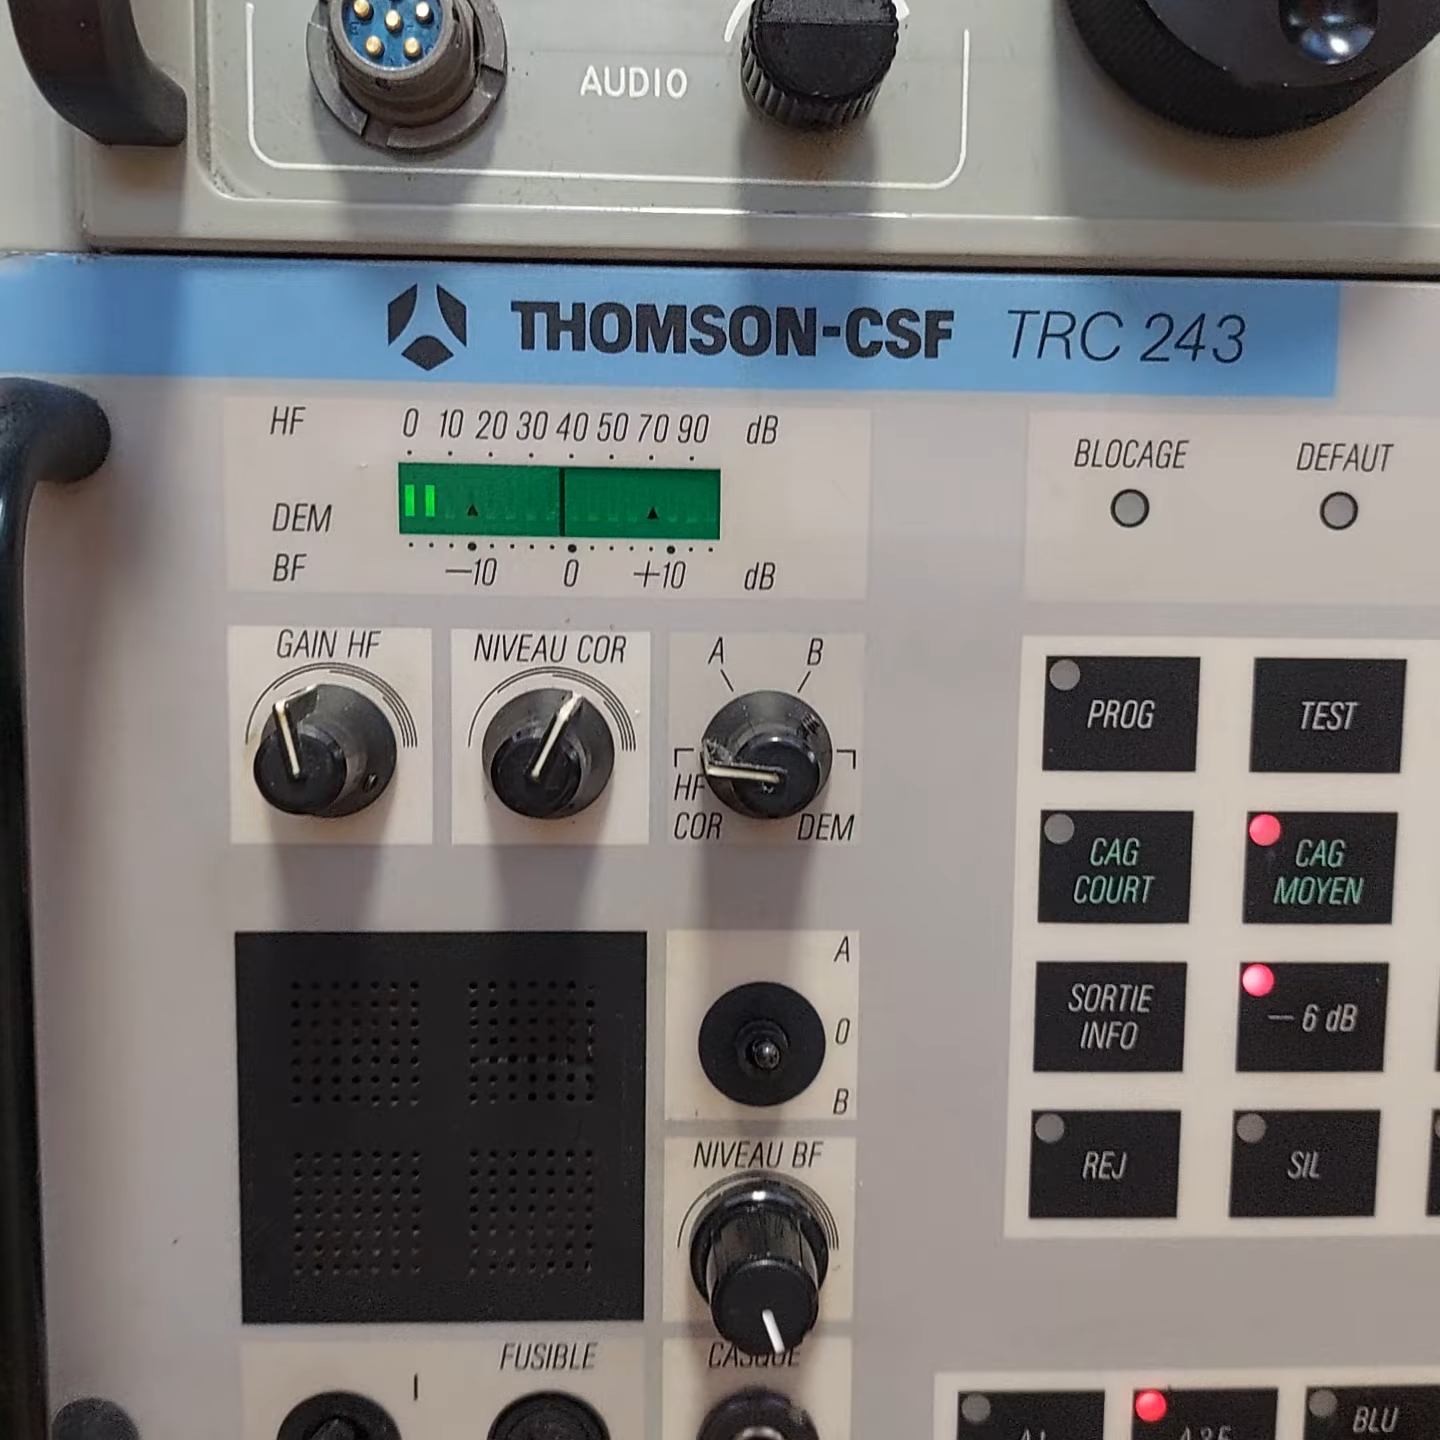 AUDIO
THOMSON-CSF TRC 243
HF 0 10 20 30 40 50 70 90 dB
DEM
BF -10 0 +10 dB
BLOCAGE DEFAUT
GAIN HF NIVEAU COR A B
HF
COR DEM
PROG TEST
CAG
COURT
CAG
MOYEN
A
0
B
SORTIE
INFO
— 6 dB
NIVEAU BF
REJ SIL
FUSIBLE CASQUE
I
BLU